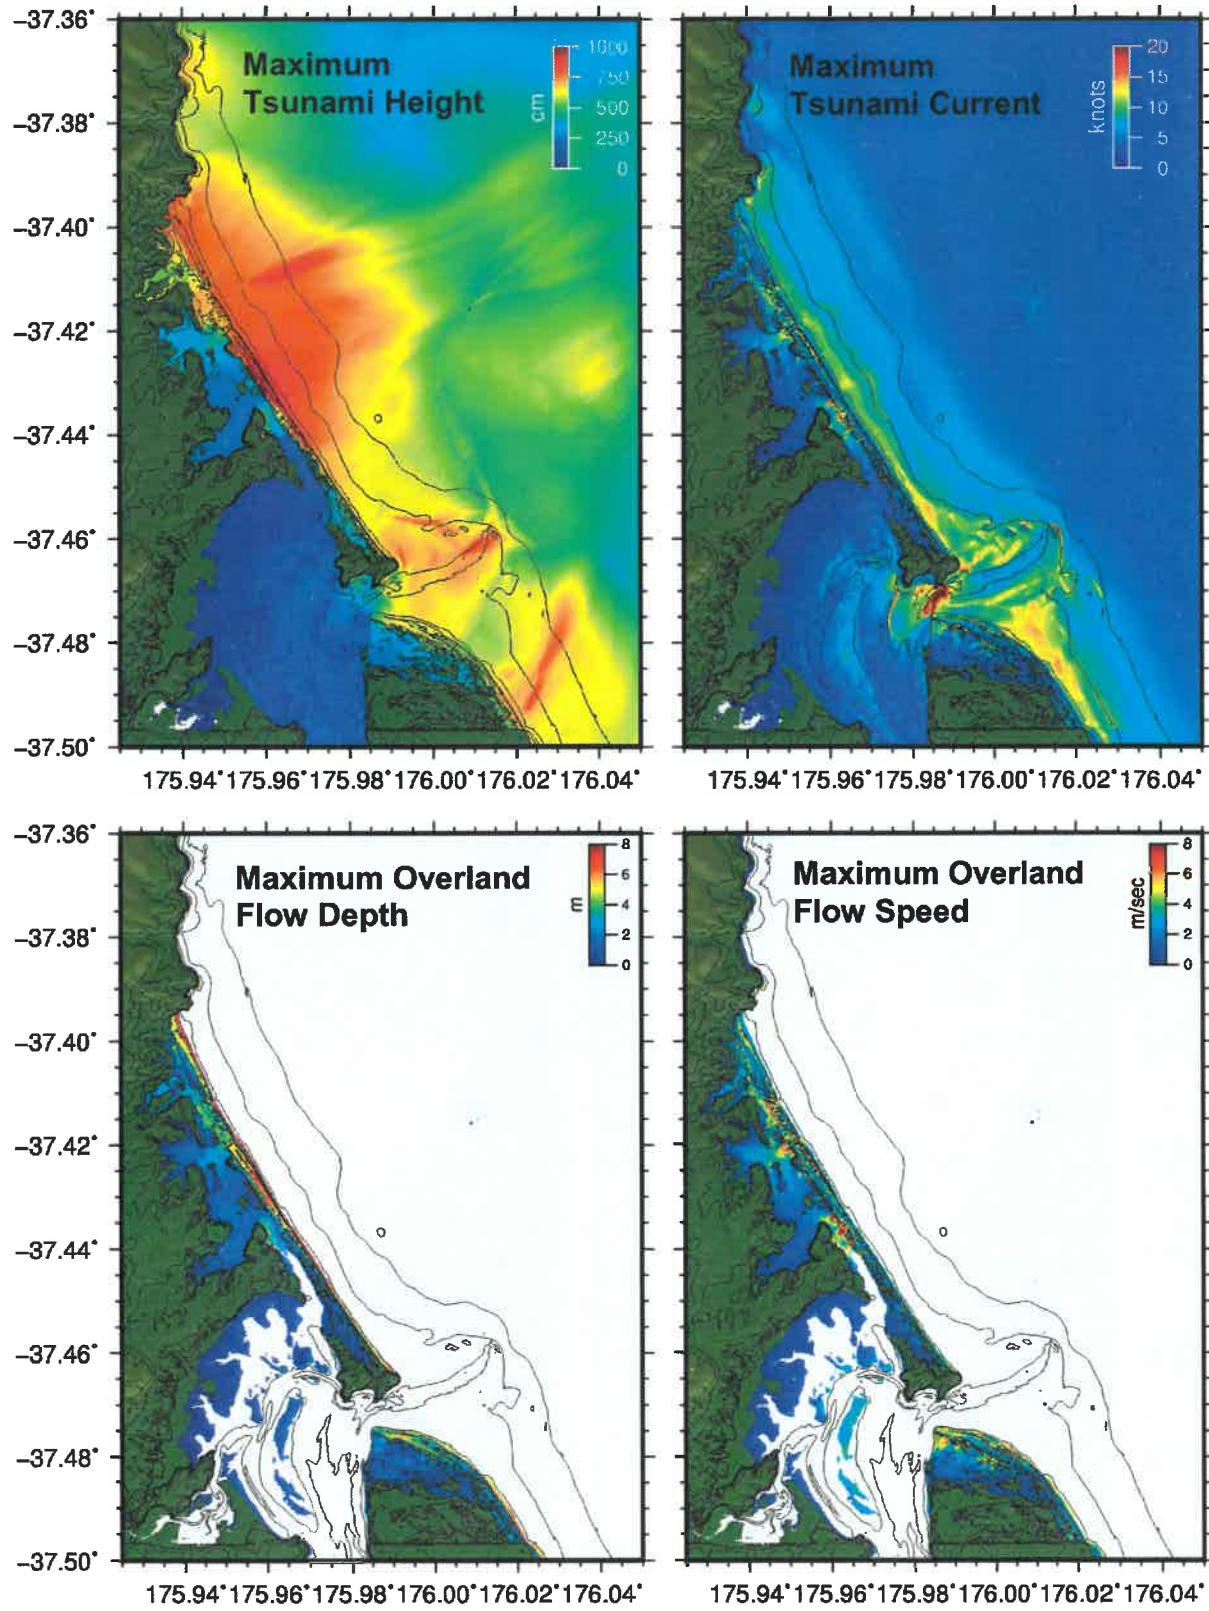 −37.36°
−37.38°
−37.40°
−37.42°
−37.44°
−37.46°
−37.48°
−37.50°
Maximum
Tsunami Height
cm
1000
750
500
250
0
175.94° 175.96° 175.98° 176.00° 176.02° 176.04°
Maximum
Tsunami Current
knots
20
15
10
5
0
175.94° 175.96° 175.98° 176.00° 176.02° 176.04°
−37.36°
−37.38°
−37.40°
−37.42°
−37.44°
−37.46°
−37.48°
−37.50°
Maximum Overland
Flow Depth
m
8
6
4
2
0
175.94° 175.96° 175.98° 176.00° 176.02° 176.04°
Maximum Overland
Flow Speed
m/sec
8
6
4
2
0
175.94° 175.96° 175.98° 176.00° 176.02° 176.04°